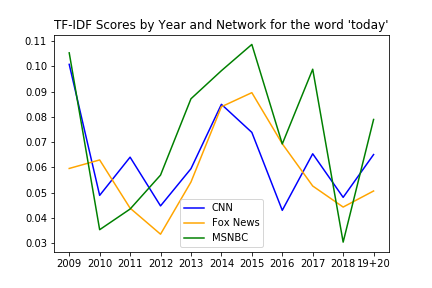 TF-IDF Scores by Year and Network for the word 'today'
0.11
0.10
0.09
0.08
0.07
0.06
0.05
0.04
0.03
CNN
Fox News
MSNBC
2009 2010 2011 2012 2013 2014 2015 2016 2017 2018 19+20